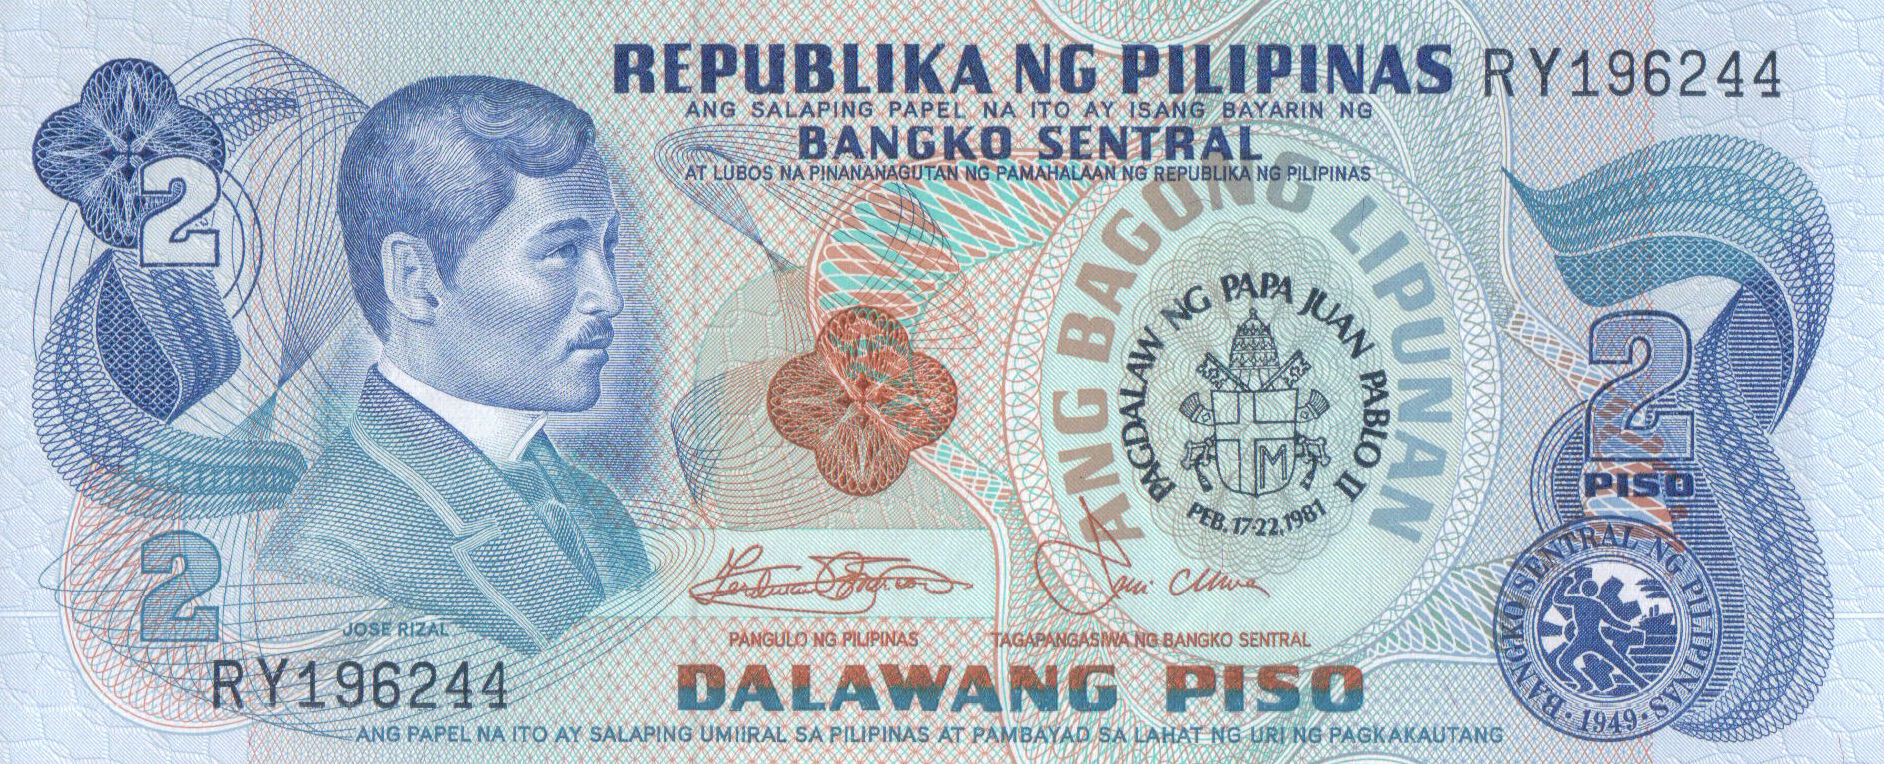 REPUBLIKA NG PILIPINAS
RY196244
ANG SALAPING PAPEL NA ITO AY ISANG BAYARIN NG
BANGKO SENTRAL
AT LUBOS NA PINANANAGUTAN NG PAMAHALAAN NG REPUBLIKA NG PILIPINAS
2
ANG BAGONG LIPUNAN
PAGDALAW NG PAPA JUAN PABLO II
M
PEB. 17-22, 1981
2
PISO
2
JOSE RIZAL
PANGULO NG PILIPINAS
TAGAPANGASIWA NG BANGKO SENTRAL
RY196244
DALAWANG PISO
BANGKO SENTRAL NG PILIPINAS
·1949·
ANG PAPEL NA ITO AY SALAPING UMIIRAL SA PILIPINAS AT PAMBAYAD SA LAHAT NG URI NG PAGKAKAUTANG